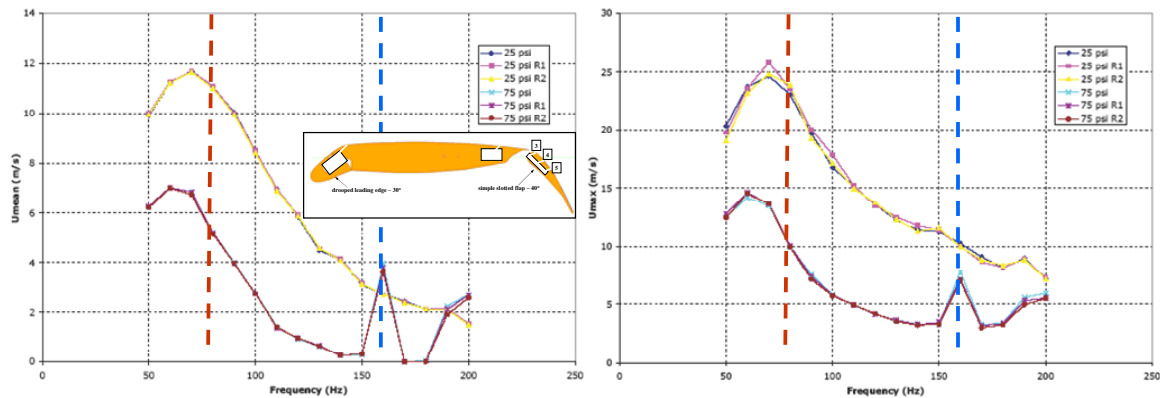 14
12
10
8
6
4
2
0
Umean (m/s)
0 50 100 150 200 250
Frequency (Hz)
25 psi
25 psi R1
25 psi R2
75 psi
75 psi R1
75 psi R2
3
4
5
drooped leading edge – 30°
simple slotted flap – 40°
30
25
20
15
10
5
0
Umax (m/s)
0 50 100 150 200 250
Frequency (Hz)
25 psi
25 psi R1
25 psi R2
75 psi
75 psi R1
75 psi R2